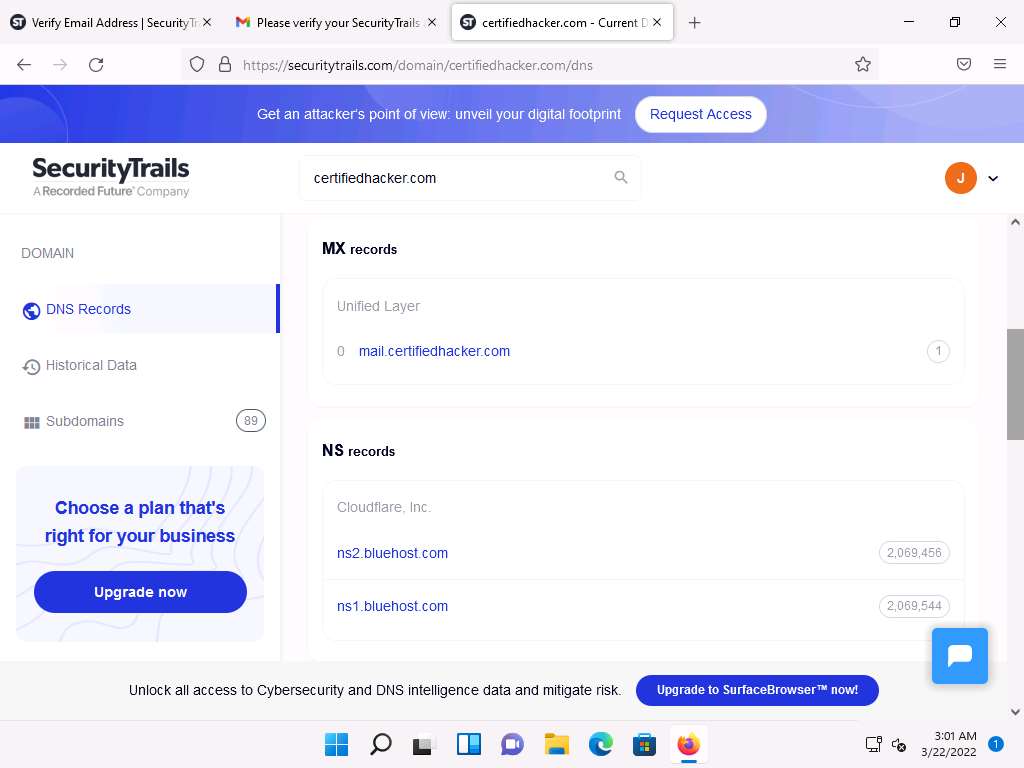 ST Verify Email Address | SecurityTr
Please verify your SecurityTrails
ST certifiedhacker.com - Current D
https://securitytrails.com/domain/certifiedhacker.com/dns
Get an attacker's point of view: unveil your digital footprint
Request Access
SecurityTrails
A Recorded Future® Company
certifiedhacker.com
J
DOMAIN
DNS Records
Historical Data
Subdomains
89
Choose a plan that's
right for your business
Upgrade now
MX records
Unified Layer
0 mail.certifiedhacker.com 1
NS records
Cloudflare, Inc.
ns2.bluehost.com 2,069,456
ns1.bluehost.com 2,069,544
Unlock all access to Cybersecurity and DNS intelligence data and mitigate risk.
Upgrade to SurfaceBrowser™ now!
3:01 AM
3/22/2022
1